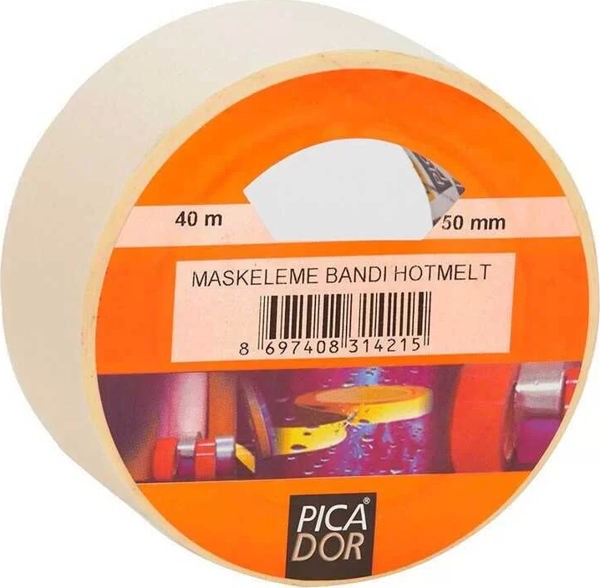 40 m
50 mm
MASKELEME BANDI HOTMELT
8 697408 314215
PICA®
DOR